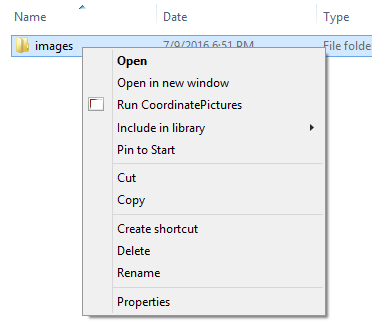 Name Date Type
images 7/9/2016 6:51 PM File folde
Open
Open in new window
Run CoordinatePictures
Include in library
Pin to Start
Cut
Copy
Create shortcut
Delete
Rename
Properties